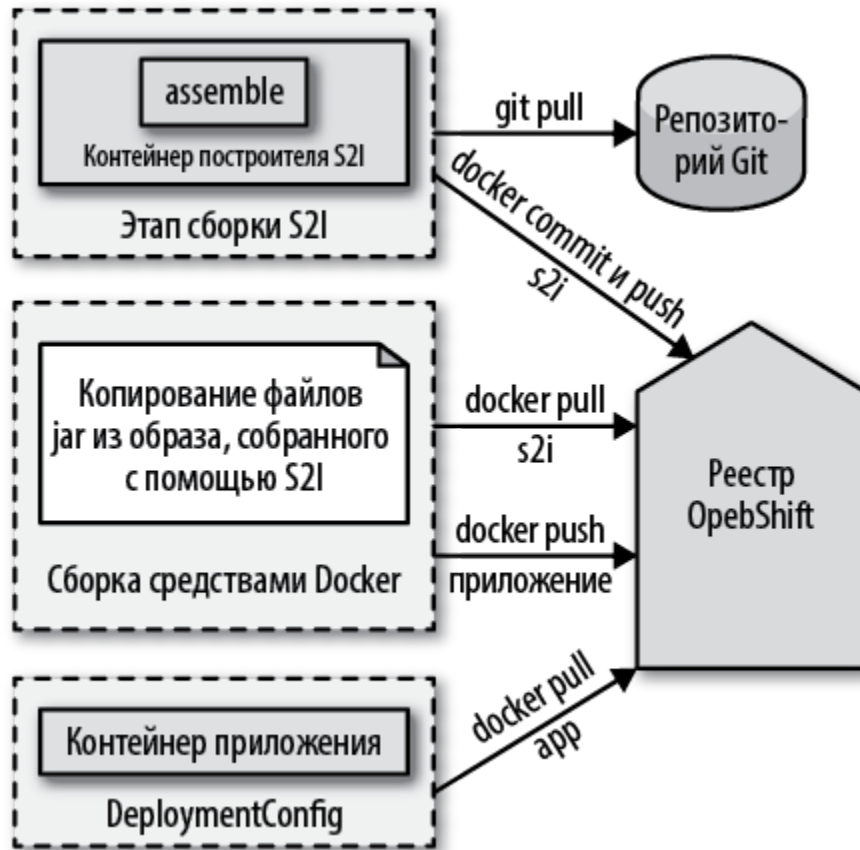 assemble
Контейнер построителя S2I
Этап сборки S2I
git pull
Репозито-
рий Git
docker commit и push
s2i
Копирование файлов
jar из образа, собранного
с помощью S2I
Сборка средствами Docker
docker pull
s2i
docker push
приложение
Реестр
OpebShift
Контейнер приложения
DeploymentConfig
docker pull
app